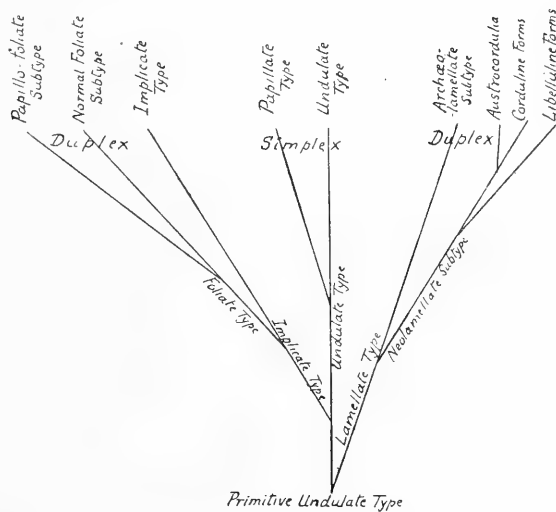 Papillo-foliate
Subtype
Normal Foliate
Subtype
Implicate
Type
Papillate
Type
Undulate
Type
Archæo-
-lamellate
Subtype
Austrocordulia
Corduline Forms
Libelluline Forms
Duplex
Simplex
Duplex
Foliate Type
Implicate Type
Undulate Type
Lamellate Type
Neolamellate Subtype
Primitive Undulate Type